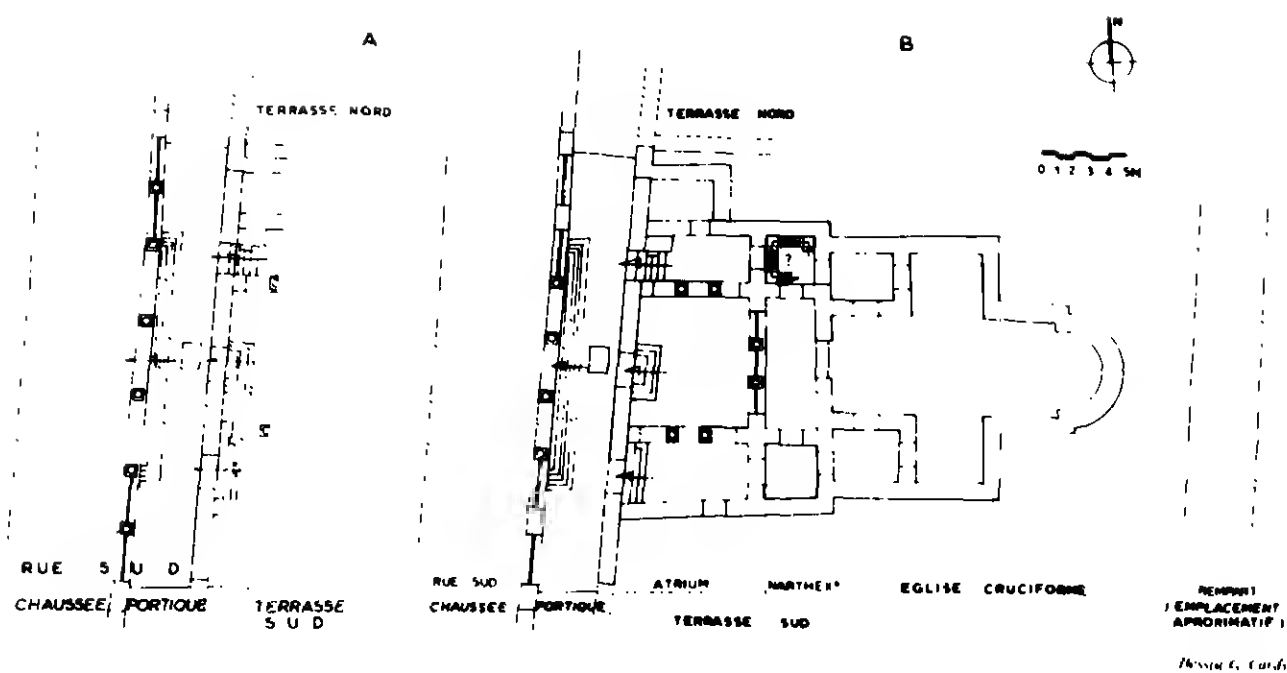 A
B
N
TERRASSE NORD
TERRASSE NORD
0 1 2 3 4 5M
?
RUE SUD
CHAUSSEE PORTIQUE TERRASSE
SUD
RUE SUD ATRIUM NARTHEX EGLISE CRUCIFORME
CHAUSSEE PORTIQUE
TERRASSE SUD
REMPART
( EMPLACEMENT
APRORIMATIF )